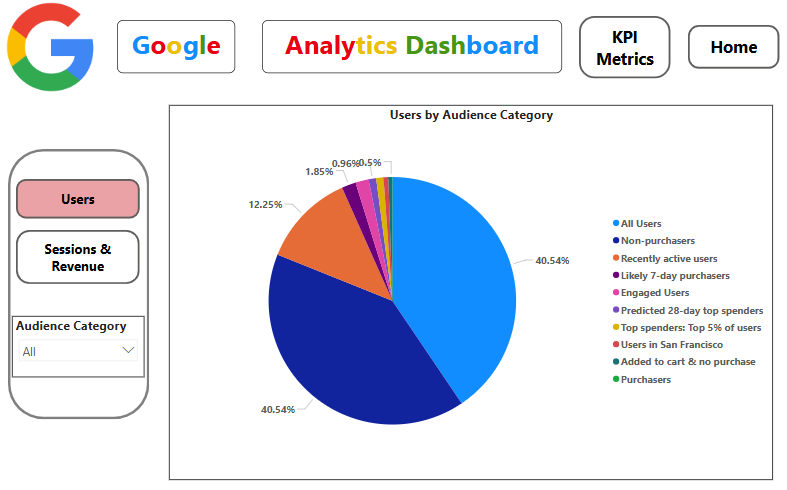 Google
Analytics Dashboard
KPI
Metrics
Home
Users
Sessions &
Revenue
Audience Category
All
Users by Audience Category
0.96%
0.5%
1.85%
12.25%
40.54%
40.54%
All Users
Non-purchasers
Recently active users
Likely 7-day purchasers
Engaged Users
Predicted 28-day top spenders
Top spenders: Top 5% of users
Users in San Francisco
Added to cart & no purchase
Purchasers